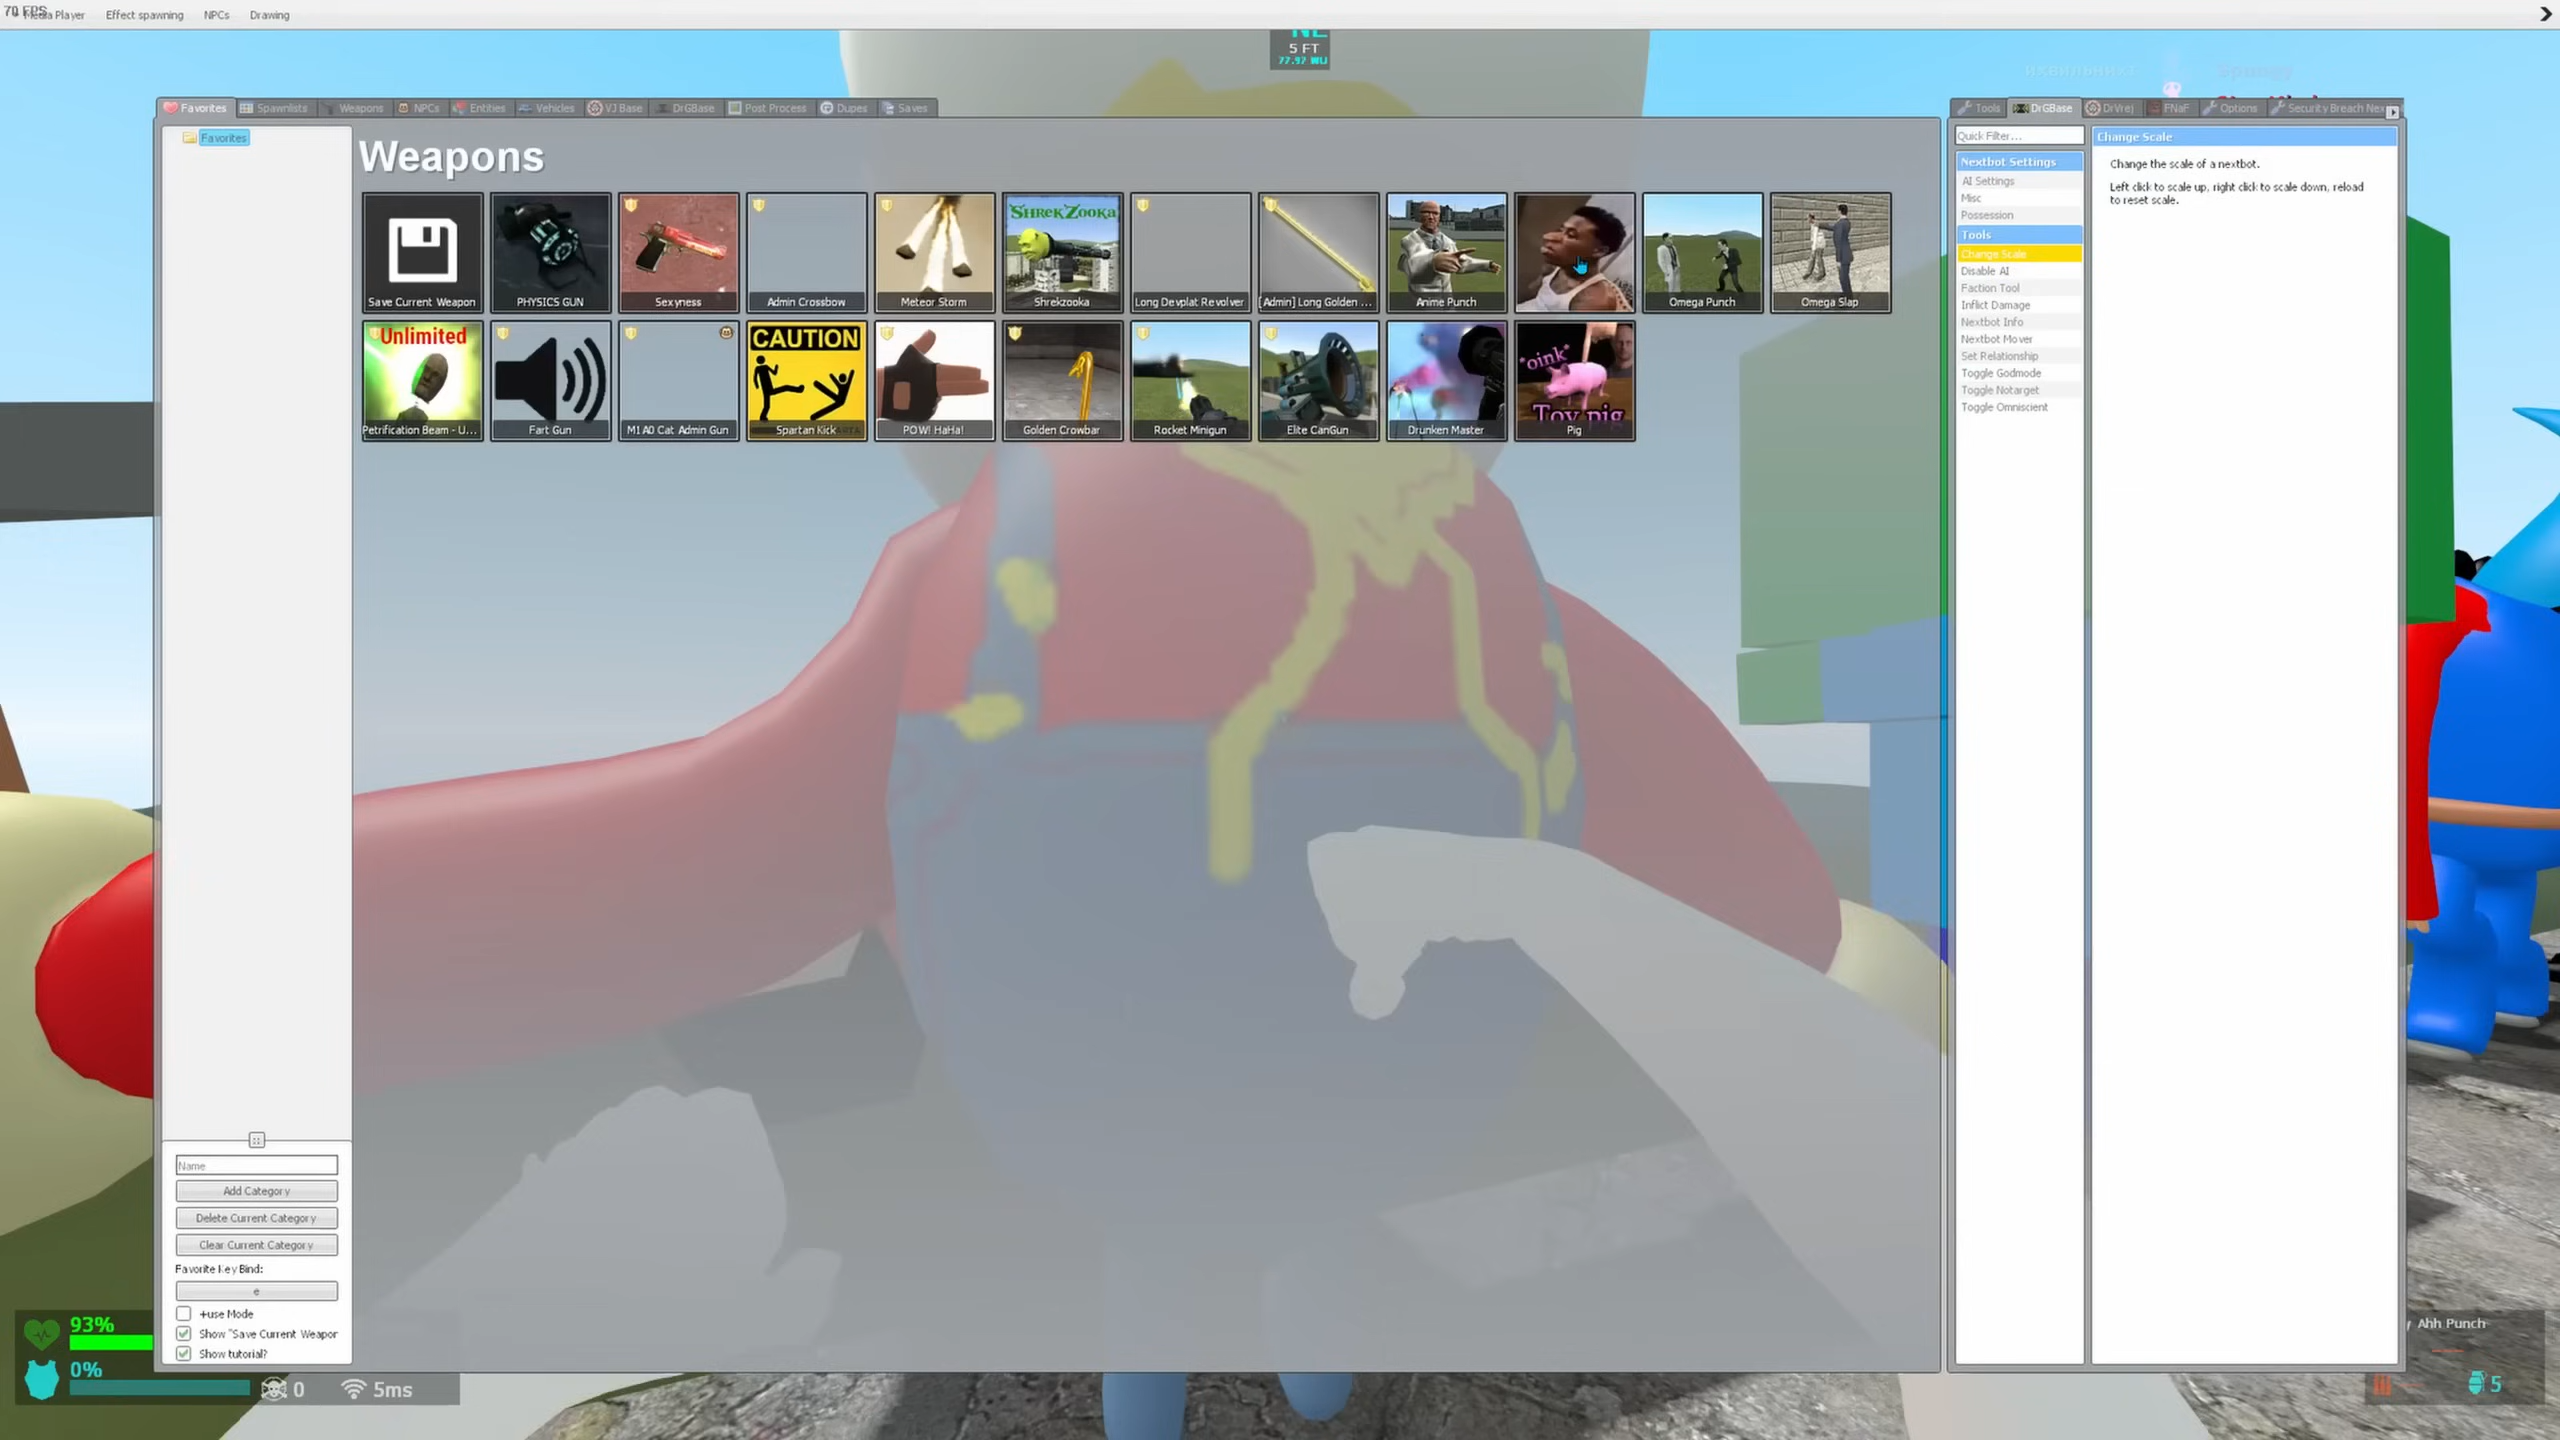 70 FPS
Media Player Effect spawning NPCs Drawing
NE
5 FT
77.97 WU
Favorites Spawnlists Weapons NPCs Entities Vehicles VJ Base DrGBase Post Process Dupes Saves
Favorites
Weapons
Save Current Weapon
PHYSICS GUN
Sexyness
Admin Crossbow
Meteor Storm
SHREKZOOKA
Shrekzooka
Long Devplat Revolver
[Admin] Long Golden ...
Anime Punch
Omega Punch
Omega Slap
Unlimited
Petrification Beam - U...
Fart Gun
M1A0 Cat Admin Gun
CAUTION
Spartan Kick
POW! HaHa!
Golden Crowbar
Rocket Minigun
Elite CanGun
Drunken Master
*oink*
Toy pig
Pig
Name
Add Category
Delete Current Category
Clear Current Category
Favorite Key Bind:
e
+use Mode
Show "Save Current Weapor
Show tutorial?
93%
0%
0
5ms
Tools DrGBase DrVrej FNaF Options Security Breach Nex
Quick Filter...
Nextbot Settings
AI Settings
Misc
Possession
Tools
Change Scale
Disable AI
Faction Tool
Inflict Damage
Nextbot Info
Nextbot Mover
Set Relationship
Toggle Godmode
Toggle Notarget
Toggle Omniscient
Change Scale
Change the scale of a nextbot.
Left click to scale up, right click to scale down, reload
to reset scale.
Ahh Punch
5